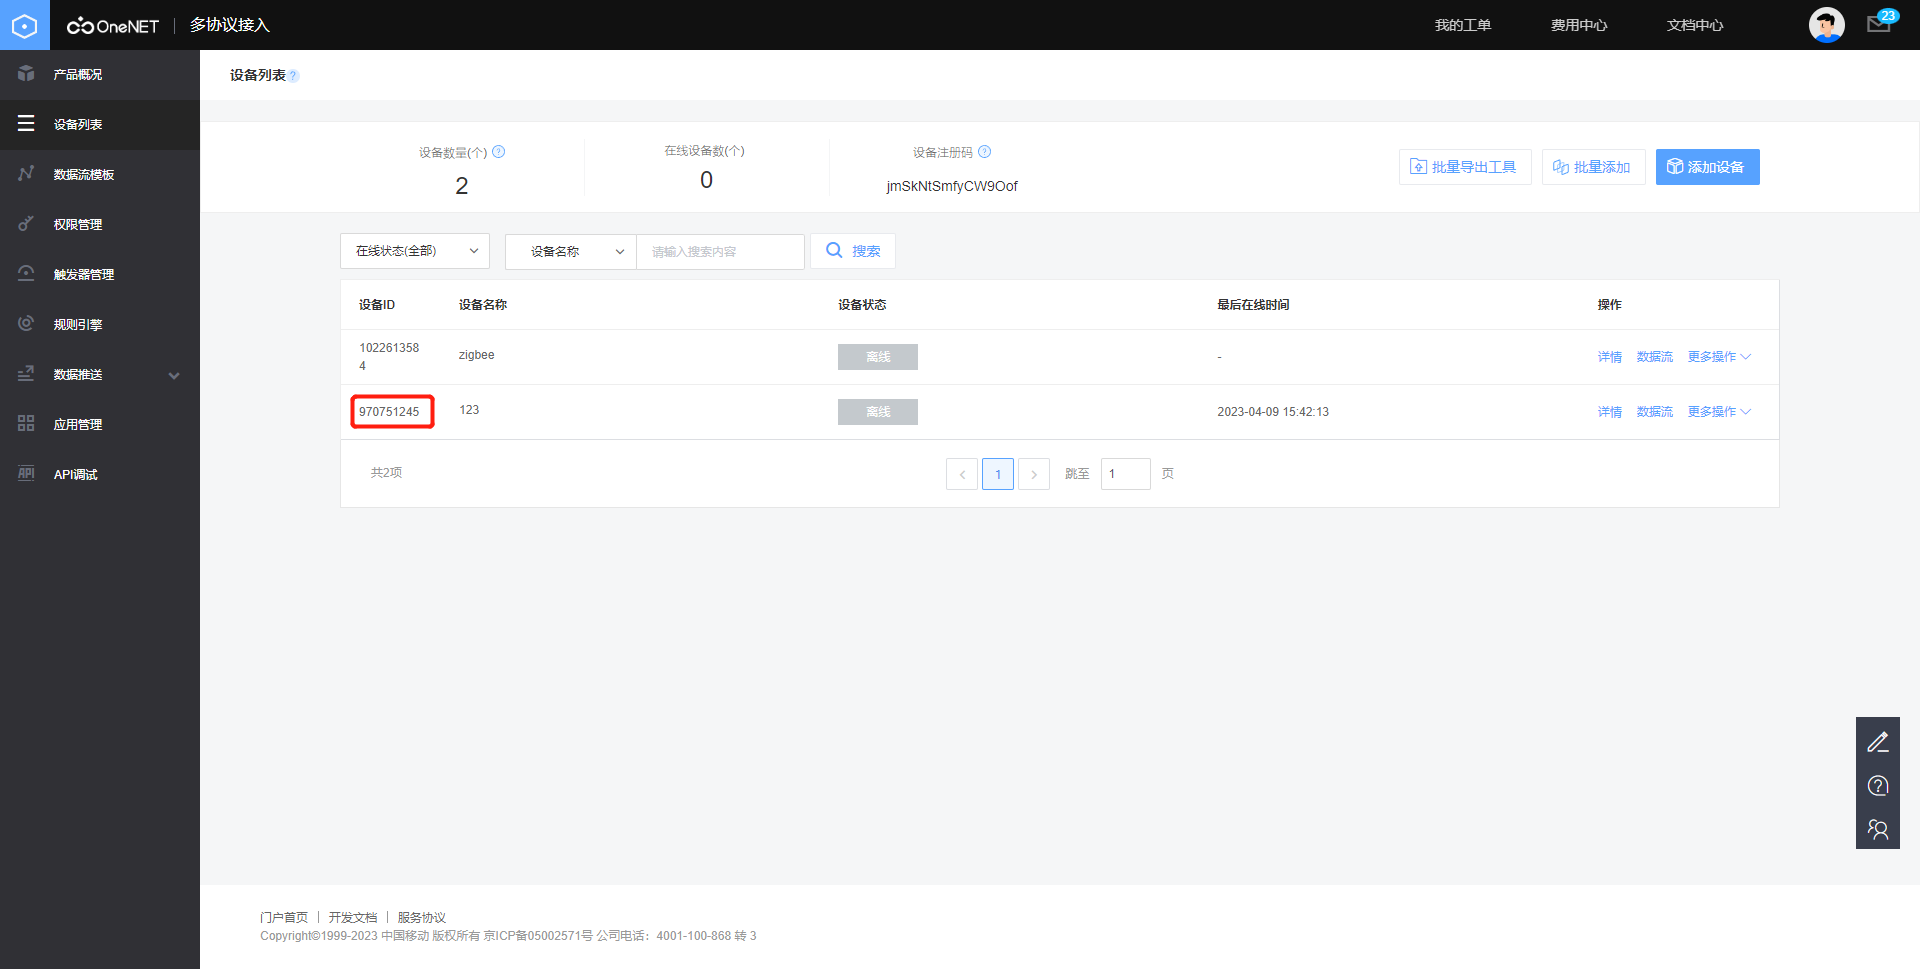 OneNET 多协议接入 我的工单 费用中心 文档中心 23
产品概况
设备列表
数据流模板
权限管理
触发器管理
规则引擎
数据推送
应用管理
API API调试
设备列表 ?
设备数量(个) ? 在线设备数(个) 设备注册码 ?
2 0 jmSkNtSmfyCW9Oof
批量导出工具 批量添加 添加设备
在线状态(全部) 设备名称 请输入搜索内容 搜索
设备ID 设备名称 设备状态 最后在线时间 操作
102261358
4
zigbee 离线 - 详情 数据流 更多操作
970751245 123 离线 2023-04-09 15:42:13 详情 数据流 更多操作
共2项 < 1 > 跳至 1 页
门户首页 | 开发文档 | 服务协议
Copyright©1999-2023 中国移动 版权所有 京ICP备05002571号 公司电话：4001-100-868 转 3